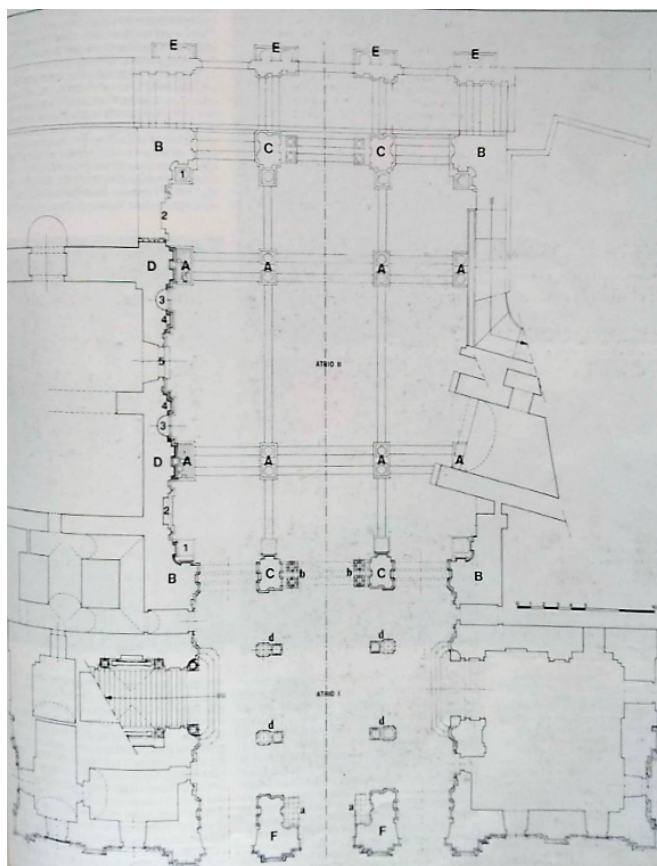 E E E E
B C C B
1
2
D A A A A
3
4
5
ATRIO II
4
3
D A A A A
2
1
B C b b C B
d d
ATRIO I
d d
a a
F F